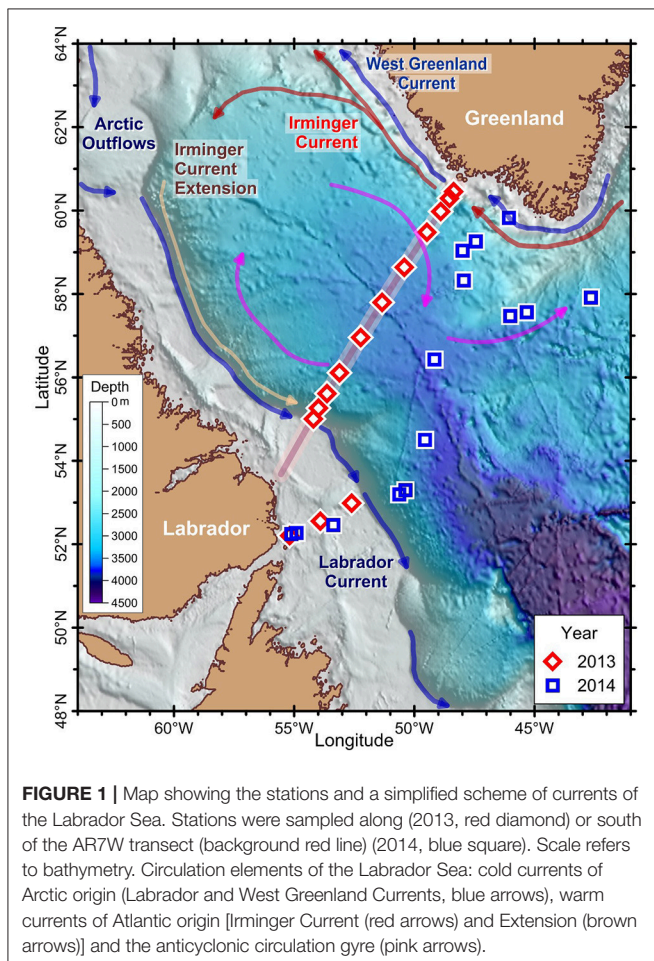 64°N
62°N
60°N
58°N
56°N
54°N
52°N
50°N
48°N
Latitude
West Greenland
Current
Greenland
Arctic
Outflows
Irminger
Current
Irminger
Current
Extension
Depth
0 m
500
1000
1500
2000
2500
3000
3500
4000
4500
Labrador
Labrador
Current
Year
2013
2014
60°W
55°W
50°W
45°W
Longitude
FIGURE 1 | Map showing the stations and a simplified scheme of currents of
the Labrador Sea. Stations were sampled along (2013, red diamond) or south
of the AR7W transect (background red line) (2014, blue square). Scale refers
to bathymetry. Circulation elements of the Labrador Sea: cold currents of
Arctic origin (Labrador and West Greenland Currents, blue arrows), warm
currents of Atlantic origin [Irminger Current (red arrows) and Extension (brown
arrows)] and the anticyclonic circulation gyre (pink arrows).